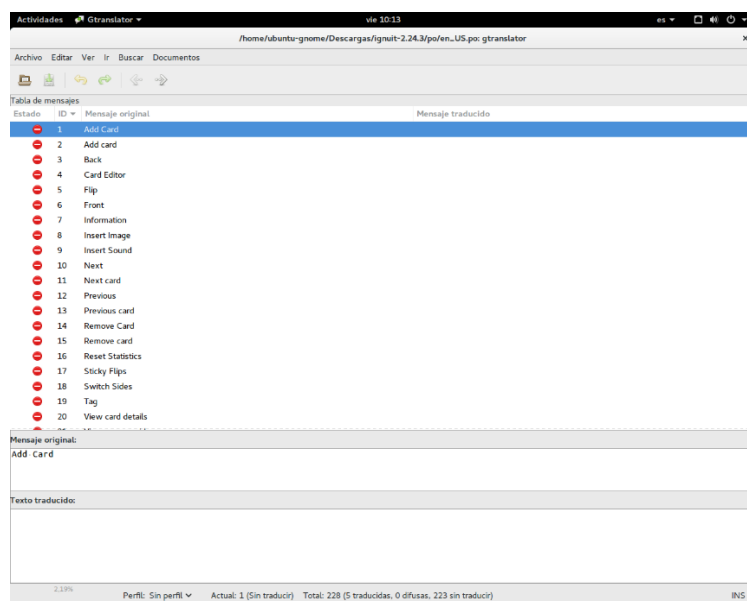 Actividades Gtranslator vie 10:13 es
/home/ubuntu-gnome/Descargas/ignuit-2.24.3/po/en_US.po: gtranslator
Archivo Editar Ver Ir Buscar Documentos
Tabla de mensajes
Estado ID Mensaje original Mensaje traducido
1 Add Card
2 Add card
3 Back
4 Card Editor
5 Flip
6 Front
7 Information
8 Insert Image
9 Insert Sound
10 Next
11 Next card
12 Previous
13 Previous card
14 Remove Card
15 Remove card
16 Reset Statistics
17 Sticky Flips
18 Switch Sides
19 Tag
20 View card details
Mensaje original:
Add·Card
Texto traducido:
2,19% Perfil: Sin perfil Actual: 1 (Sin traducir) Total: 228 (5 traducidas, 0 difusas, 223 sin traducir) INS